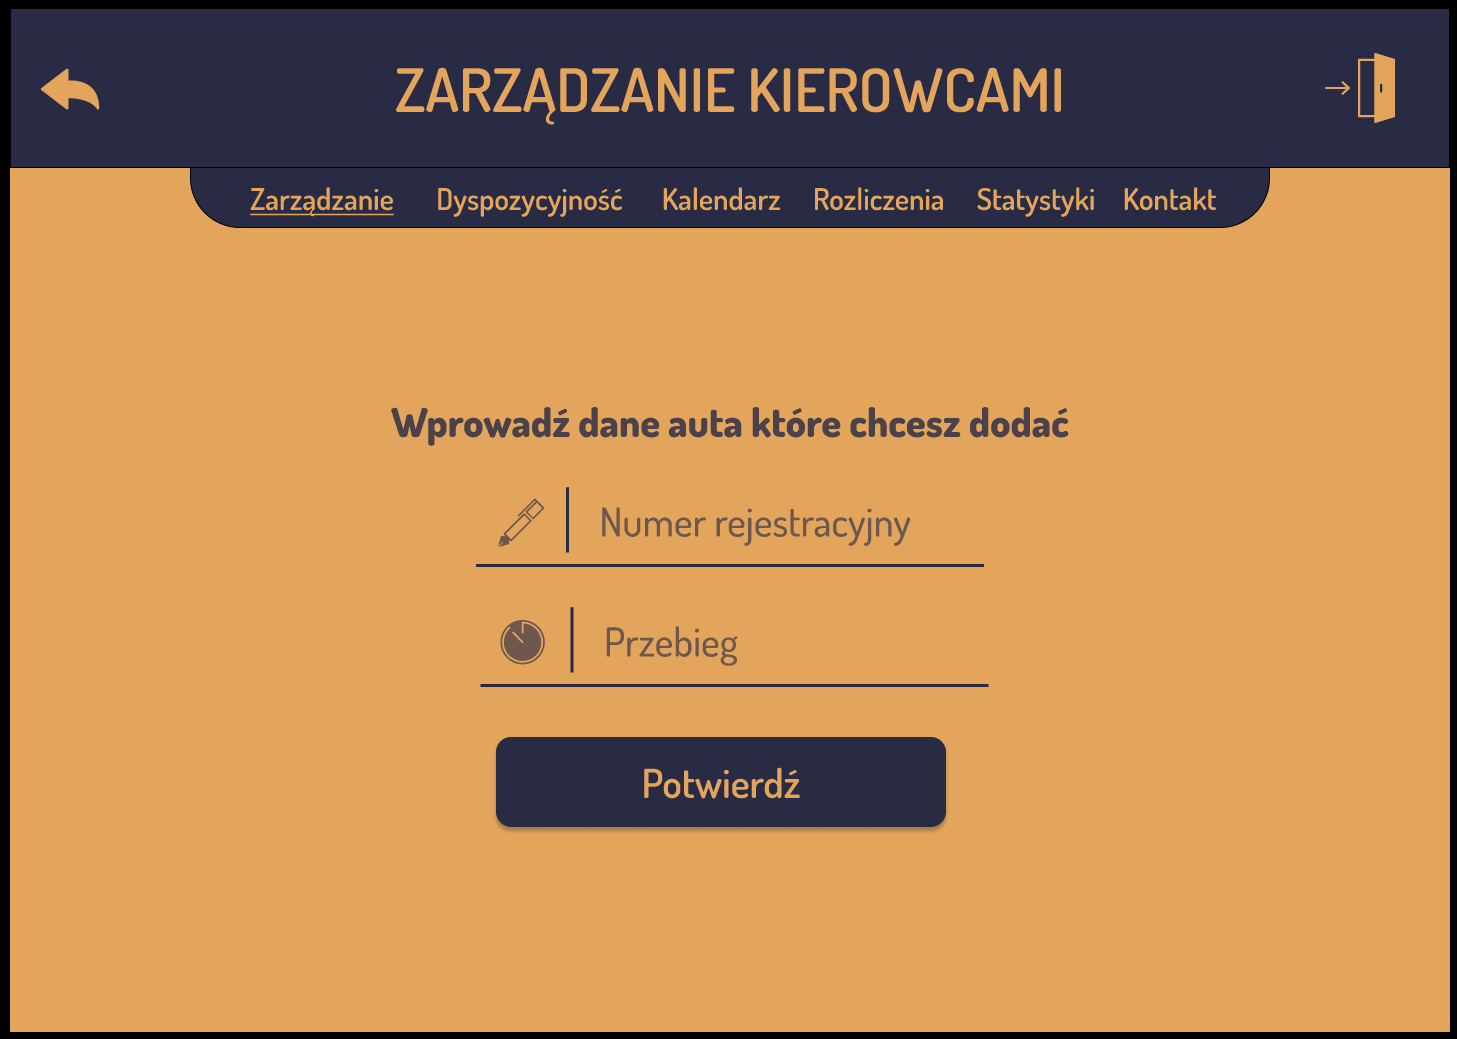 ZARZĄDZANIE KIEROWCAMI
Zarządzanie Dyspozycyjność Kalendarz Rozliczenia Statystyki Kontakt
Wprowadź dane auta które chcesz dodać
Numer rejestracyjny
Przebieg
Potwierdź